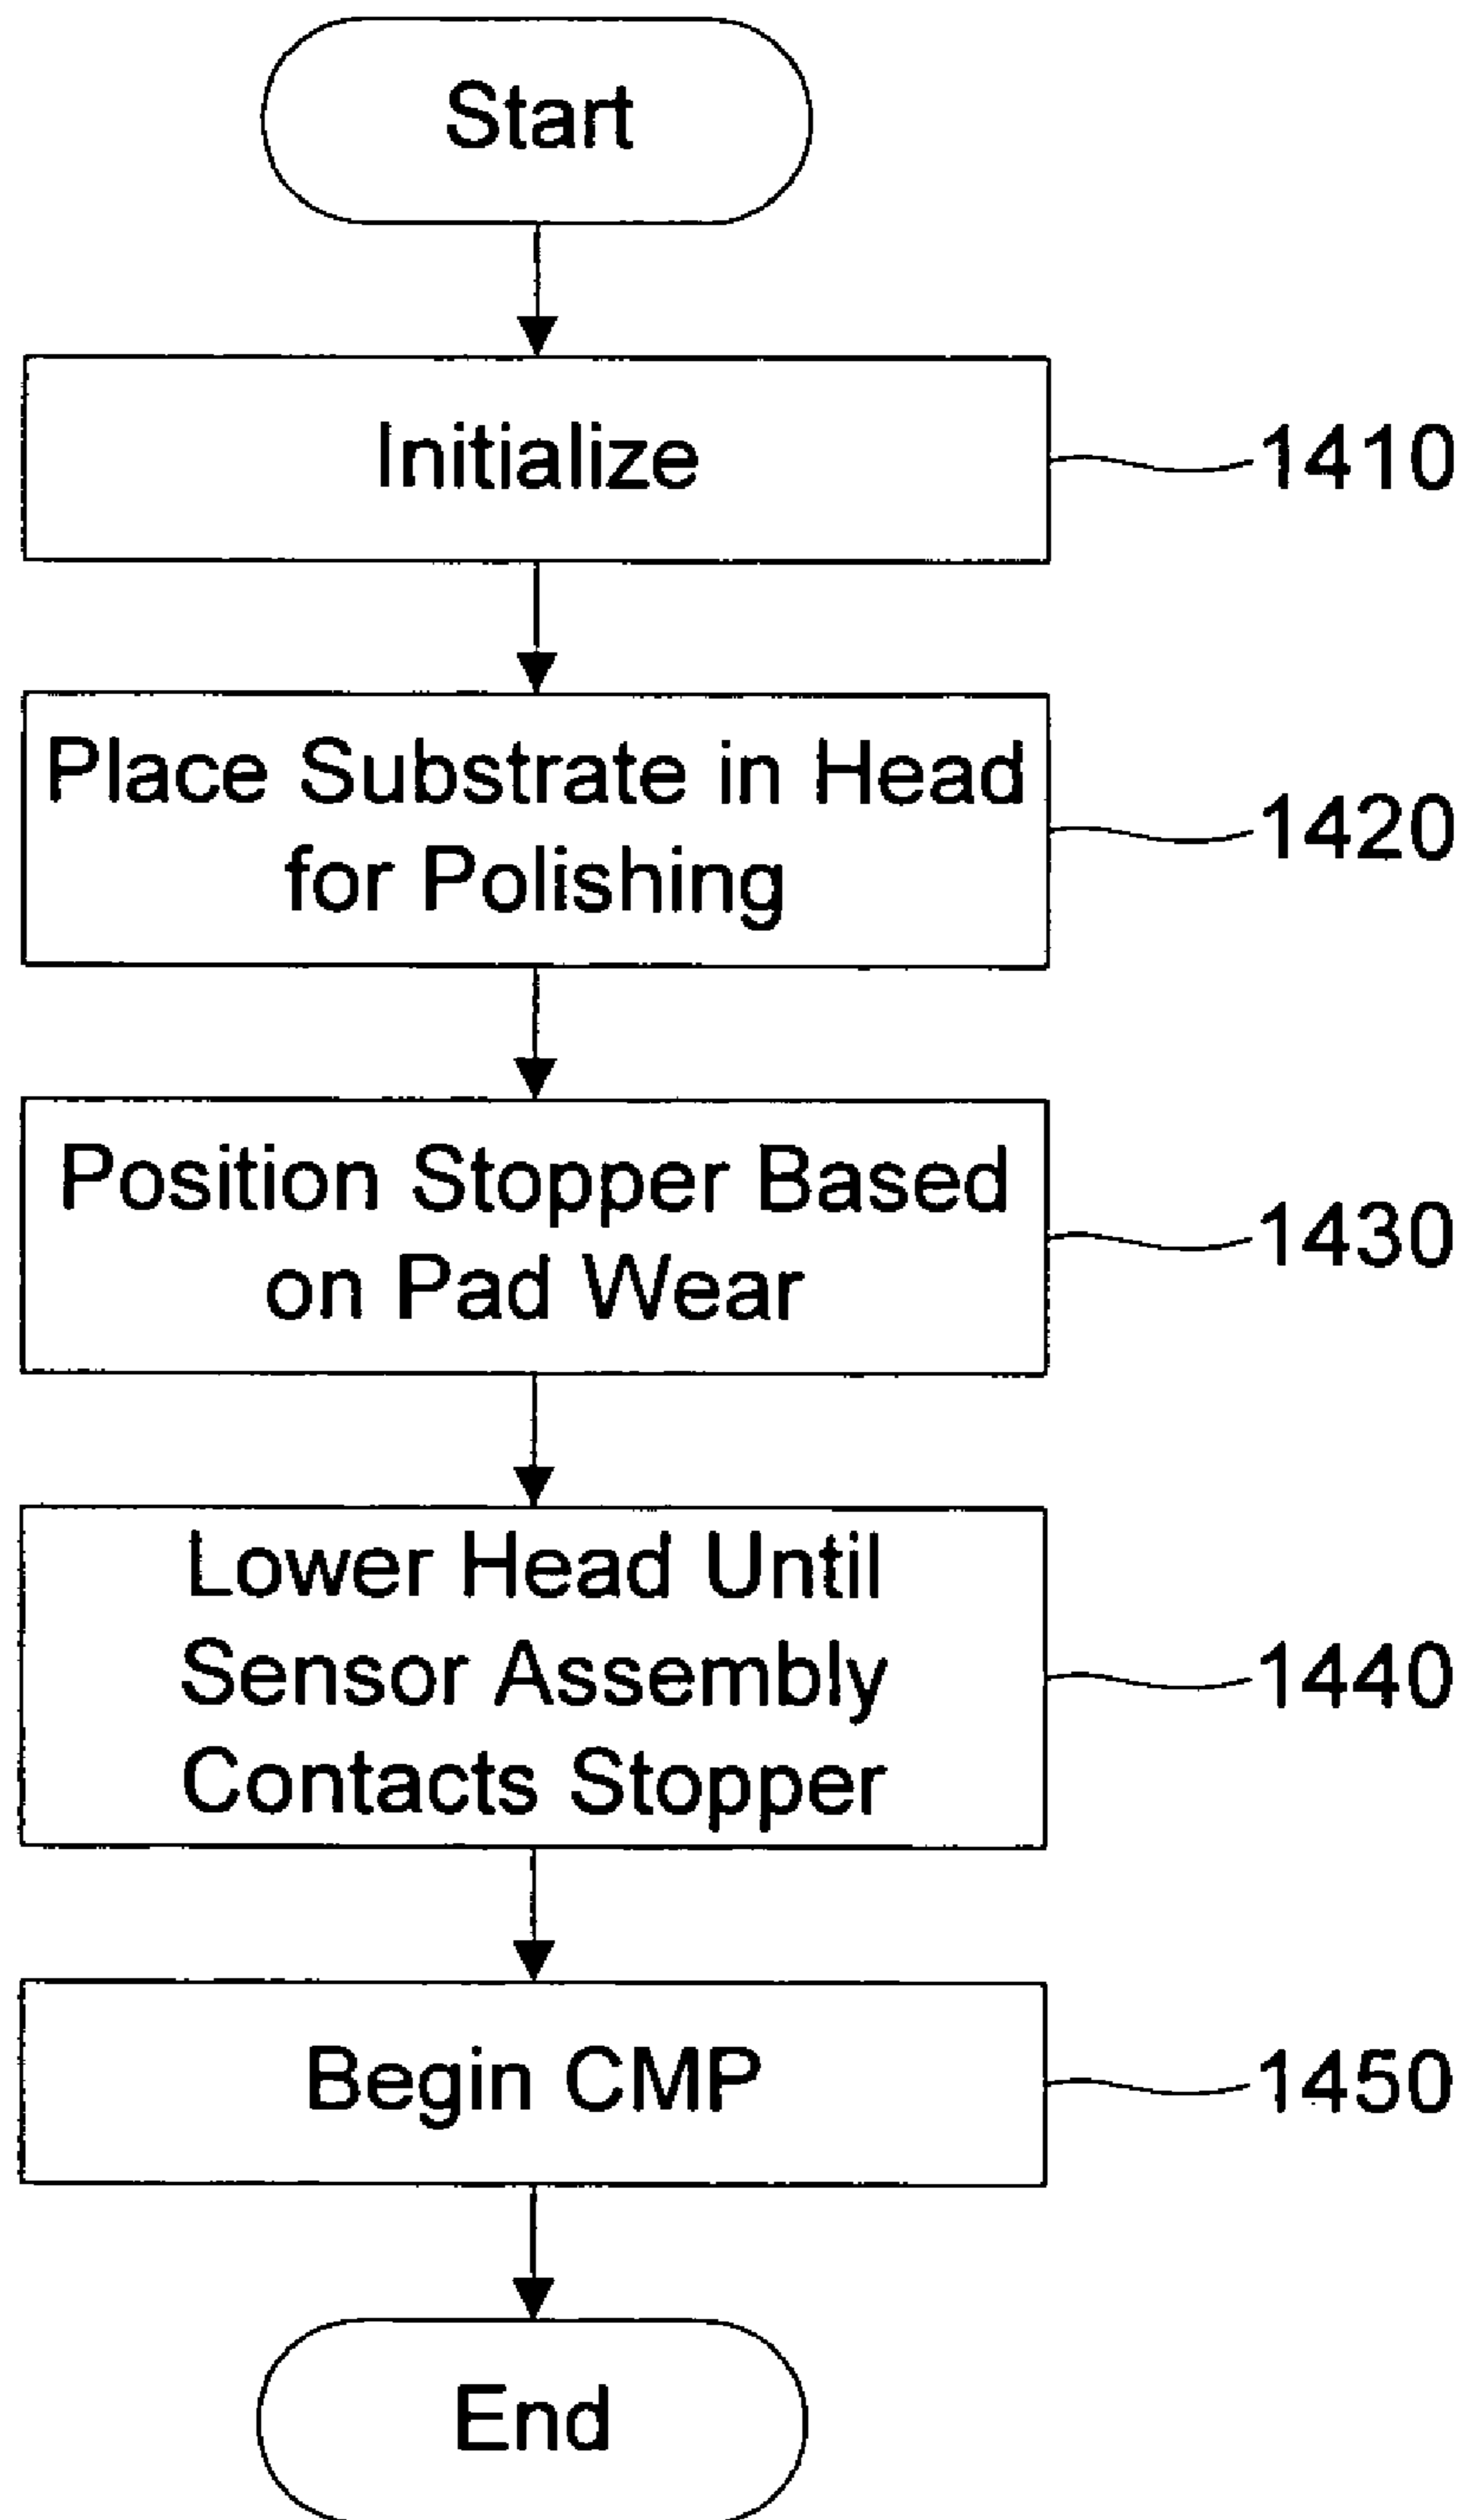 Start
Initialize
1410
Place Substrate in Head
for Polishing
1420
Position Stopper Based
on Pad Wear
1430
Lower Head Until
Sensor Assembly
Contacts Stopper
1440
Begin CMP
1450
End